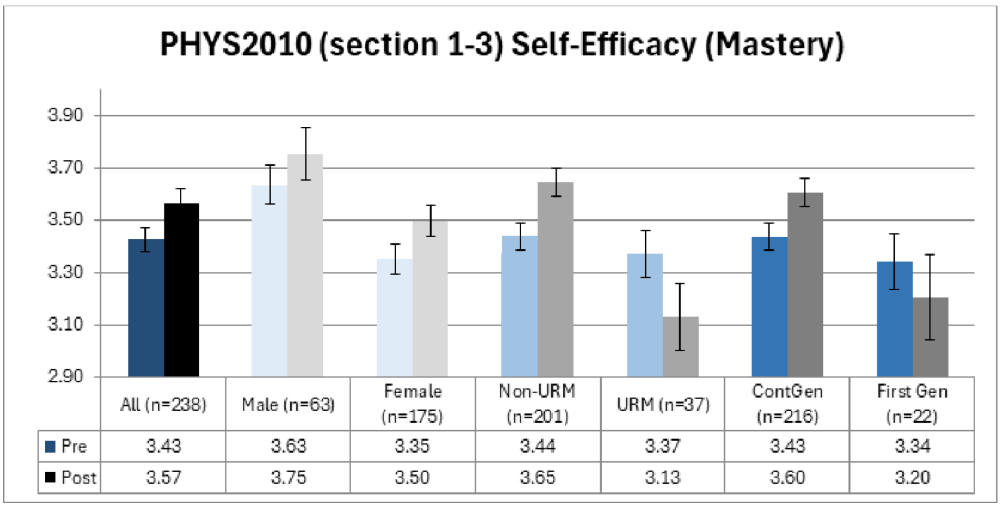 PHYS2010 (section 1-3) Self-Efficacy (Mastery)
3.90
3.70
3.50
3.30
3.10
2.90
All (n=238) Male (n=63) Female (n=175) Non-URM (n=201) URM (n=37) ContGen (n=216) First Gen (n=22)
Pre 3.43 3.63 3.35 3.44 3.37 3.43 3.34
Post 3.57 3.75 3.50 3.65 3.13 3.60 3.20